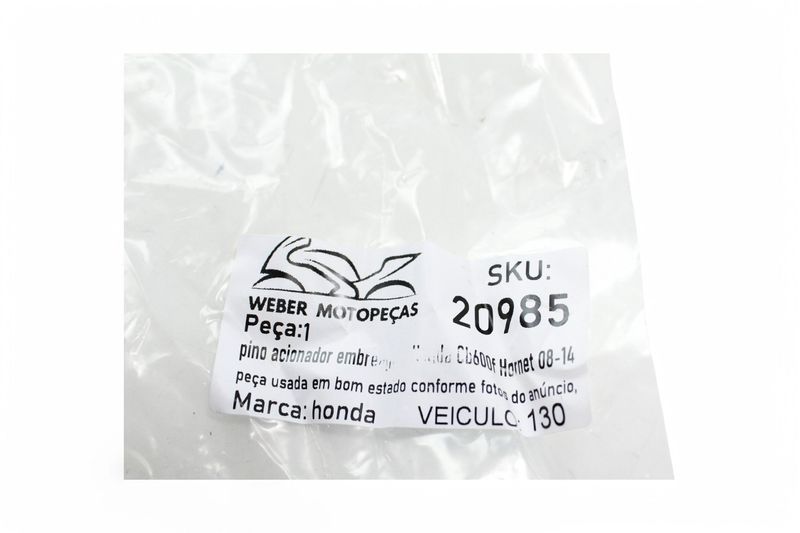 WEBER MOTOPEÇAS
SKU:
20985
Peça:1
pino acionador Cb600f Hornet 08-14
peça usada em bom estado conforme fotos do anúncio,
Marca: honda VEICULO: 130